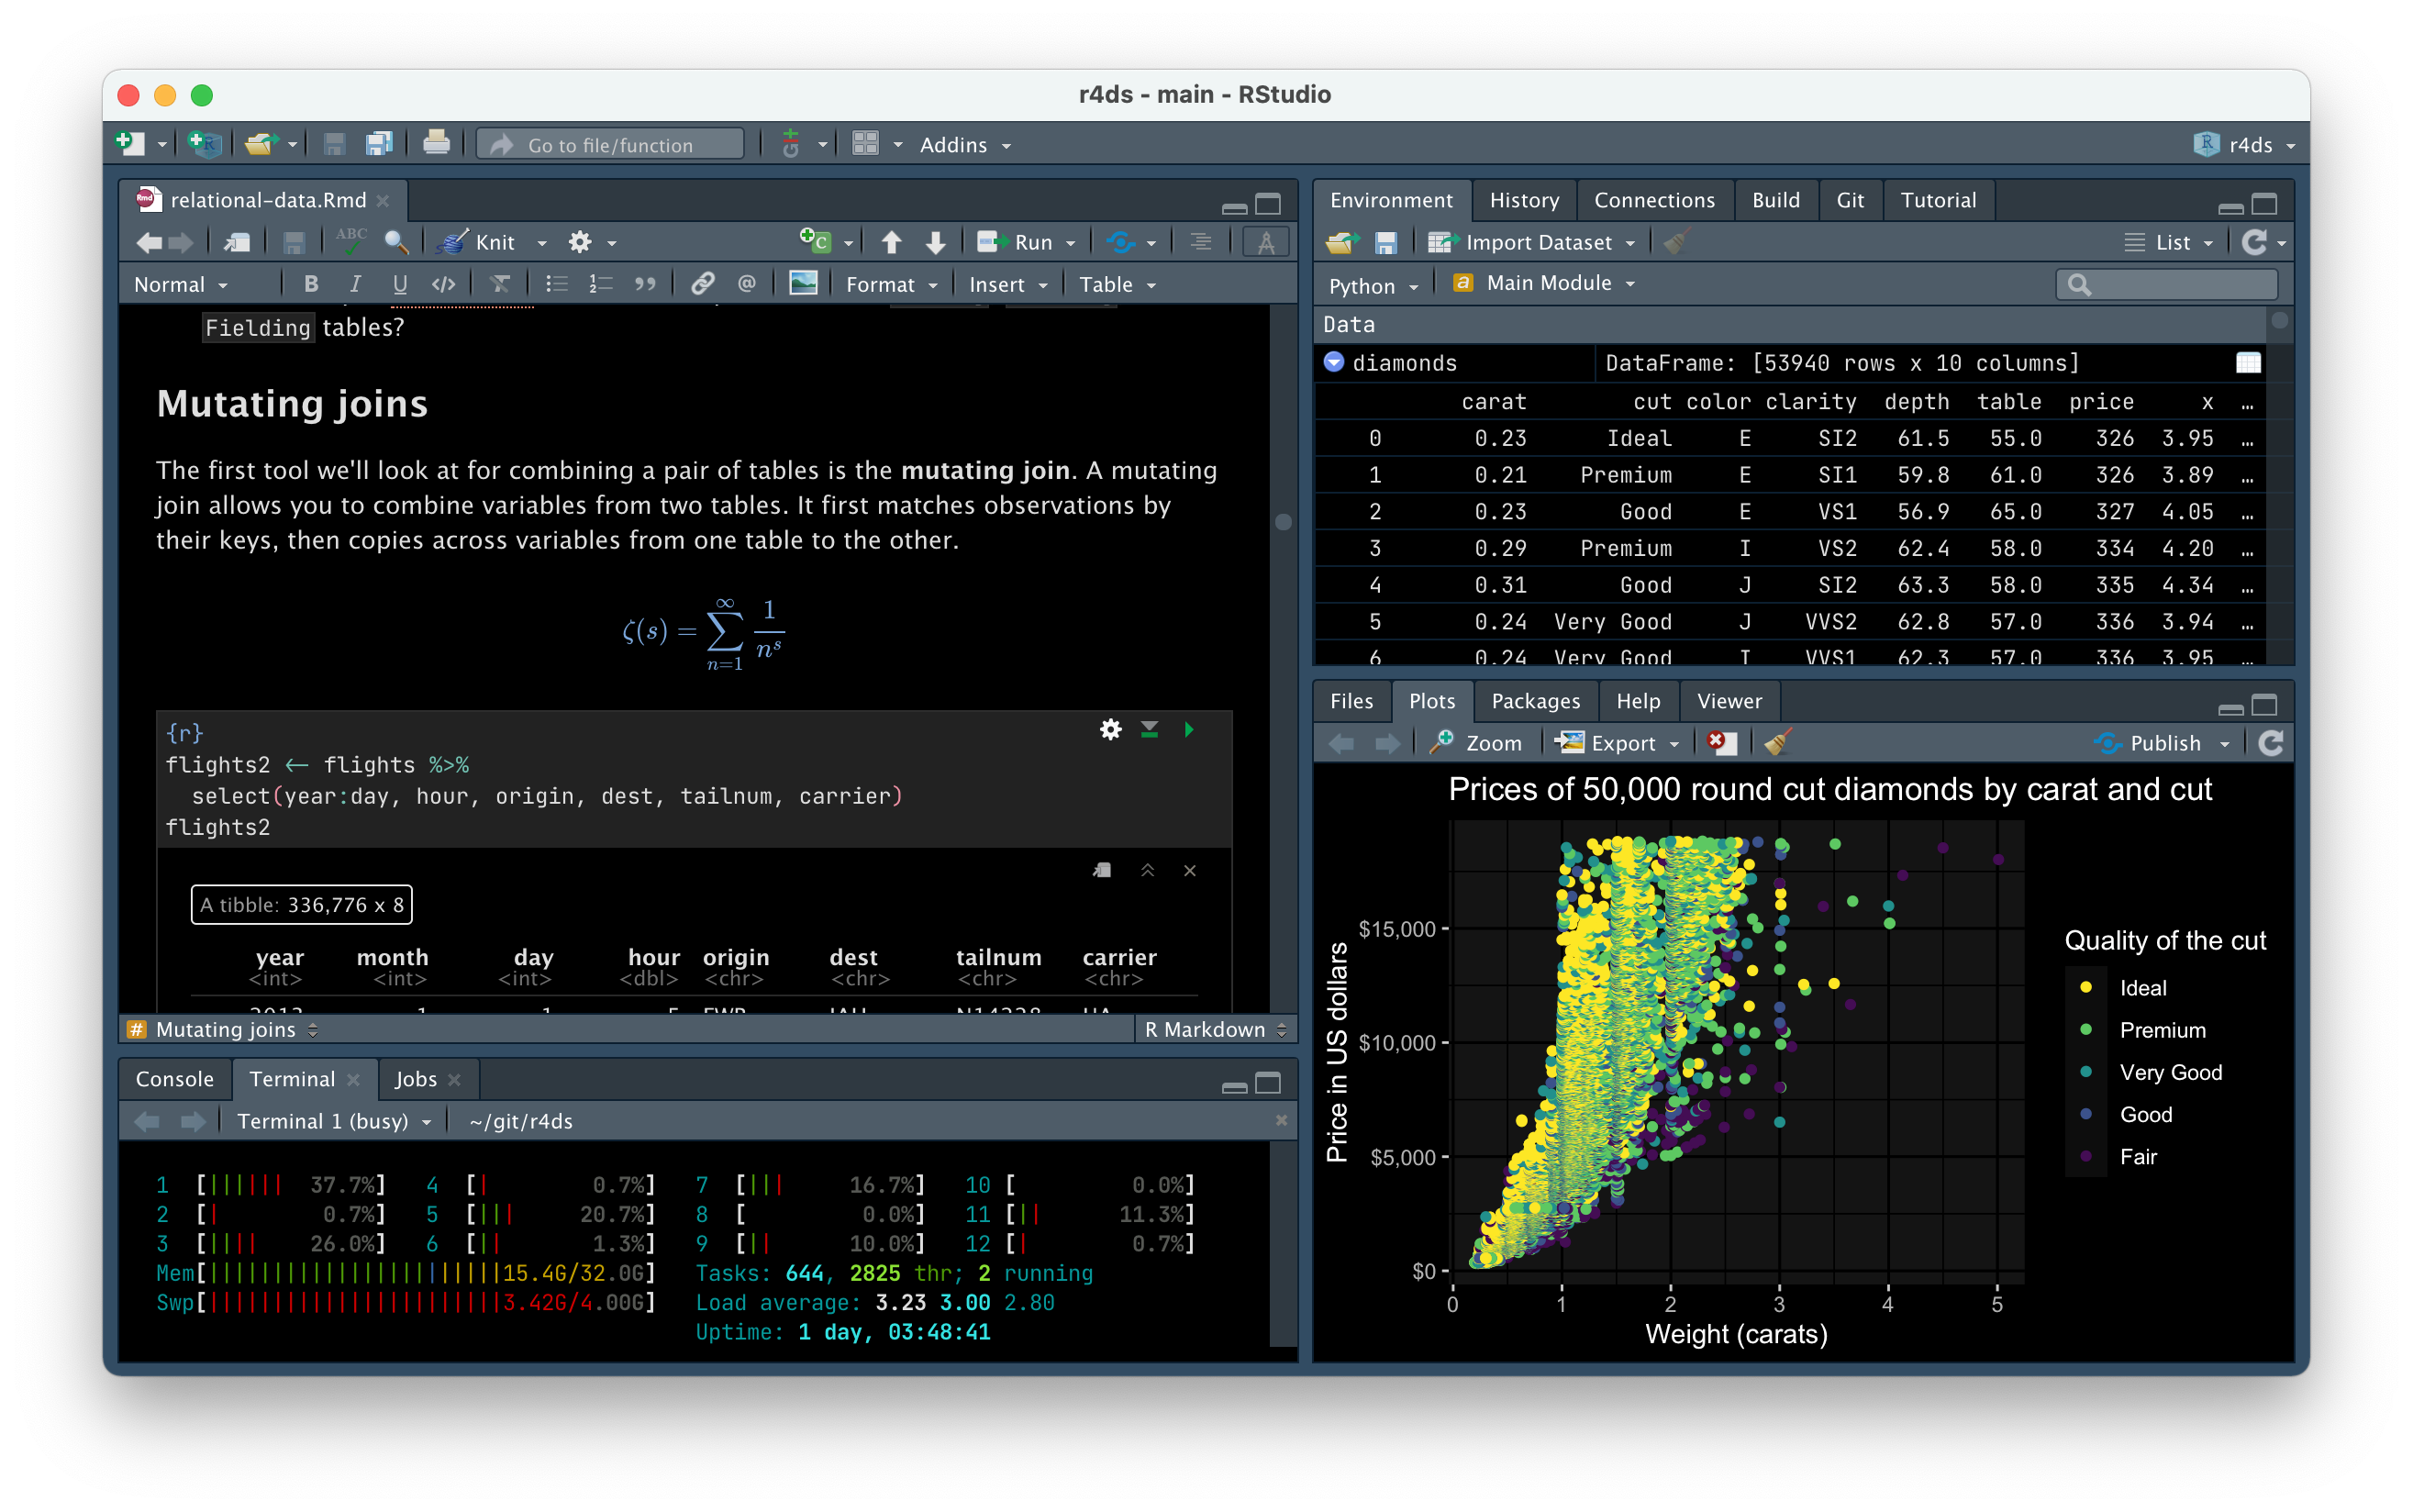 r4ds - main - RStudio
Go to file/function
Git
Addins
r4ds
relational-data.Rmd
ABC
Knit
Run
Normal
B I U </>
Format
Insert
Table
Fielding tables?
Mutating joins
The first tool we'll look at for combining a pair of tables is the mutating join. A mutating
join allows you to combine variables from two tables. It first matches observations by
their keys, then copies across variables from one table to the other.
ζ(s) = ∑ n=1 ∞ 1/n^s
{r}
flights2 <- flights %>%
select(year:day, hour, origin, dest, tailnum, carrier)
flights2
A tibble: 336,776 x 8
year month day hour origin dest tailnum carrier
<int> <int> <int> <dbl> <chr> <chr> <chr> <chr>
Mutating joins
R Markdown
Console Terminal Jobs
Terminal 1 (busy) ~/git/r4ds
1 [|||||| 37.7%] 4 [| 0.7%] 7 [||| 16.7%] 10 [ 0.0%]
2 [| 0.7%] 5 [||| 20.7%] 8 [ 0.0%] 11 [|| 11.3%]
3 [|||| 26.0%] 6 [|| 1.3%] 9 [|| 10.0%] 12 [| 0.7%]
Mem[|||||||||||||||||||||||15.4G/32.0G] Tasks: 644, 2825 thr; 2 running
Swp[|||||||||||||||||||||||3.42G/4.00G] Load average: 3.23 3.00 2.80
Uptime: 1 day, 03:48:41
Environment History Connections Build Git Tutorial
Import Dataset
List
Python
Main Module
Data
diamonds DataFrame: [53940 rows x 10 columns]
carat cut color clarity depth table price x …
0 0.23 Ideal E SI2 61.5 55.0 326 3.95 …
1 0.21 Premium E SI1 59.8 61.0 326 3.89 …
2 0.23 Good E VS1 56.9 65.0 327 4.05 …
3 0.29 Premium I VS2 62.4 58.0 334 4.20 …
4 0.31 Good J SI2 63.3 58.0 335 4.34 …
5 0.24 Very Good J VVS2 62.8 57.0 336 3.94 …
6 0.24 Very Good I VVS1 62.3 57.0 336 3.95 …
Files Plots Packages Help Viewer
Zoom
Export
Publish
Prices of 50,000 round cut diamonds by carat and cut
Price in US dollars
$15,000
$10,000
$5,000
$0
0 1 2 3 4 5
Weight (carats)
Quality of the cut
Ideal
Premium
Very Good
Good
Fair